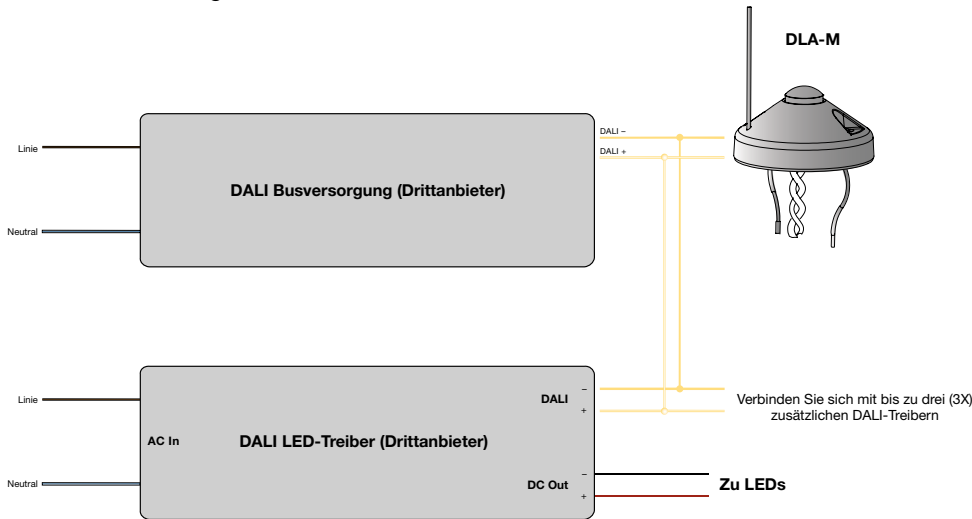 DLA-M
DALI –
DALI +
Linie
DALI Busversorgung (Drittanbieter)
Neutral
Linie
DALI
–
+
Verbinden Sie sich mit bis zu drei (3X)
zusätzlichen DALI-Treibern
AC In
DALI LED-Treiber (Drittanbieter)
Neutral
DC Out
–
+
Zu LEDs